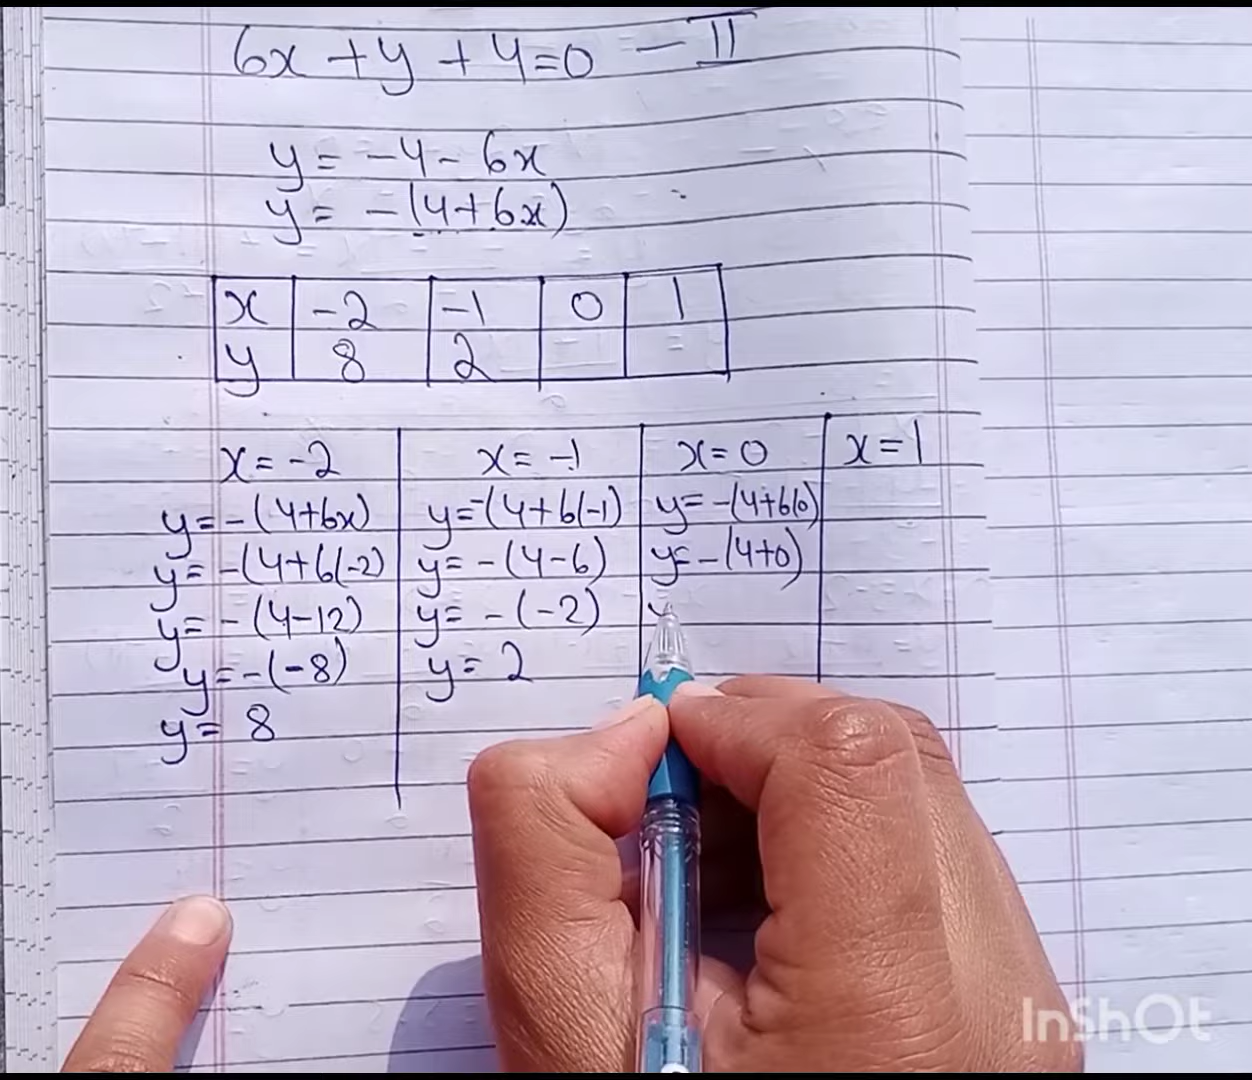 6x + y + 4 = 0 — II
y = -4 - 6x
y = -(4+6x)
x -2 -1 0 1
y 8 2
x = -2 x = -1 x = 0 x = 1
y = -(4+6x) y = -(4+6(-1) y = -(4+6(0)
y = -(4+6(-2) y = -(4-6) y = -(4+0)
y = -(4-12) y = -(-2) y
y = -(-8) y = 2
y = 8
InShOt